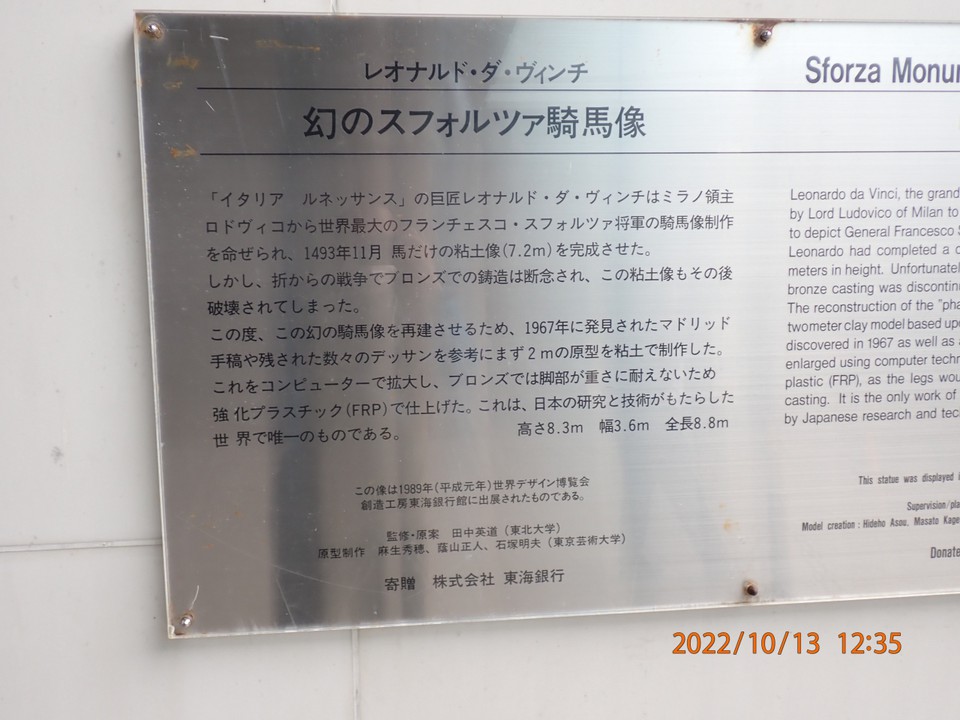 レオナルド・ダ・ヴィンチ
幻のスフォルツァ騎馬像
「イタリア　ルネッサンス」の巨匠レオナルド・ダ・ヴィンチはミラノ領主
ロドヴィコから世界最大のフランチェスコ・スフォルツァ将軍の騎馬像制作
を命ぜられ、1493年11月 馬だけの粘土像(7.2m)を完成させた。
しかし、折からの戦争でブロンズでの鋳造は断念され、この粘土像もその後
破壊されてしまった。
この度、この幻の騎馬像を再建させるため、1967年に発見されたマドリッド
手稿や残された数々のデッサンを参考にまず2mの原型を粘土で制作した。
これをコンピューターで拡大し、ブロンズでは脚部が重さに耐えないため
強 化プラスチック(FRP)で仕上げた。これは、日本の研究と技術がもたらした
世 界で唯一のものである。
高さ8.3m　幅3.6m　全長8.8m
この像は1989年(平成元年)世界デザイン博覧会
創造工房東海銀行館に出展されたものである。
監修・原案　田中英道（東北大学）
原型制作　麻生秀穂、蔭山正人、石塚明夫（東京芸術大学）
寄贈　株式会社 東海銀行
Sforza Monu
Leonardo da Vinci, the grand
by Lord Ludovico of Milan to
to depict General Francesco S
Leonardo had completed a c
meters in height. Unfortunatel
bronze casting was discontin
The reconstruction of the "pha
twometer clay model based upo
discovered in 1967 as well as a
enlarged using computer techn
plastic (FRP), as the legs wou
casting. It is the only work of
by Japanese research and tec
This statue was displayed i
Supervision/pla
Model creation : Hideho Asou, Masato Kage
Donate
2022/10/13 12:35